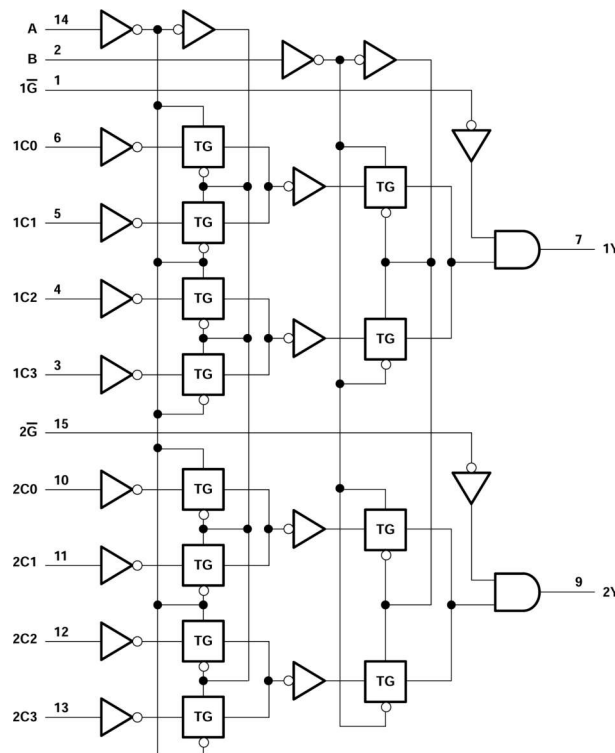 A 14
B 2
1G̅ 1
1C0 6 TG
TG
1C1 5 TG
7 1Y
1C2 4 TG
TG
1C3 3 TG
2G̅ 15
2C0 10 TG
TG
2C1 11 TG
9 2Y
2C2 12 TG
TG
2C3 13 TG